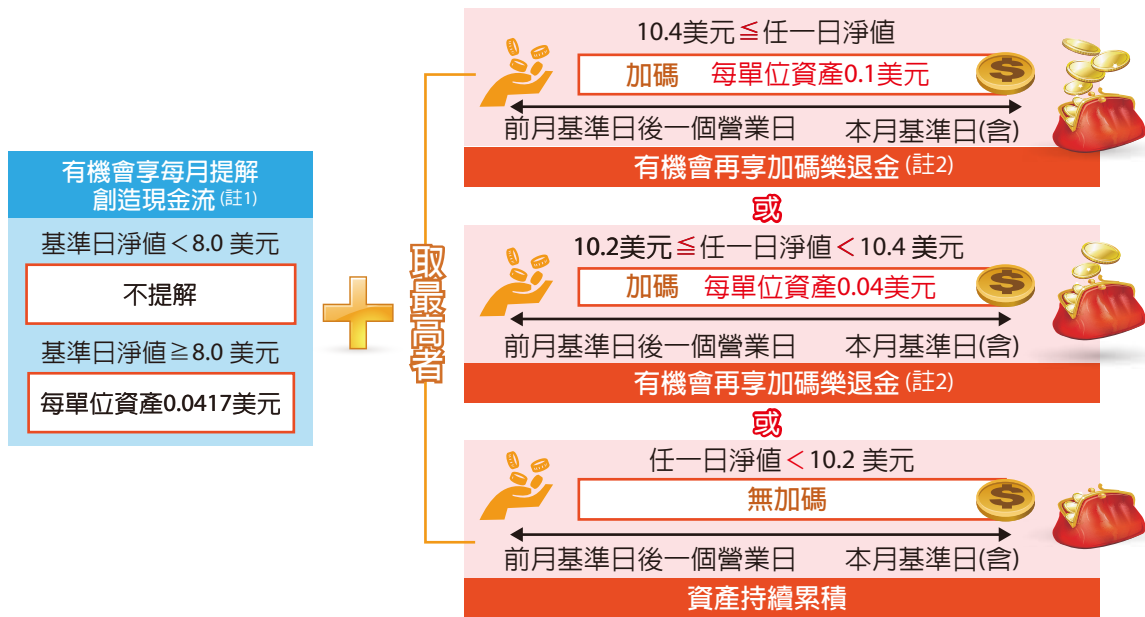 有機會享每月提解
創造現金流(註1)
基準日淨值＜8.0 美元
不提解
基準日淨值≧8.0 美元
每單位資產0.0417美元
取最高者
10.4美元≦任一日淨值
加碼 每單位資產0.1美元
前月基準日後一個營業日 本月基準日(含)
有機會再享加碼樂退金(註2)
或
10.2美元≦任一日淨值＜10.4 美元
加碼 每單位資產0.04美元
前月基準日後一個營業日 本月基準日(含)
有機會再享加碼樂退金(註2)
或
任一日淨值＜10.2 美元
無加碼
前月基準日後一個營業日 本月基準日(含)
資產持續累積